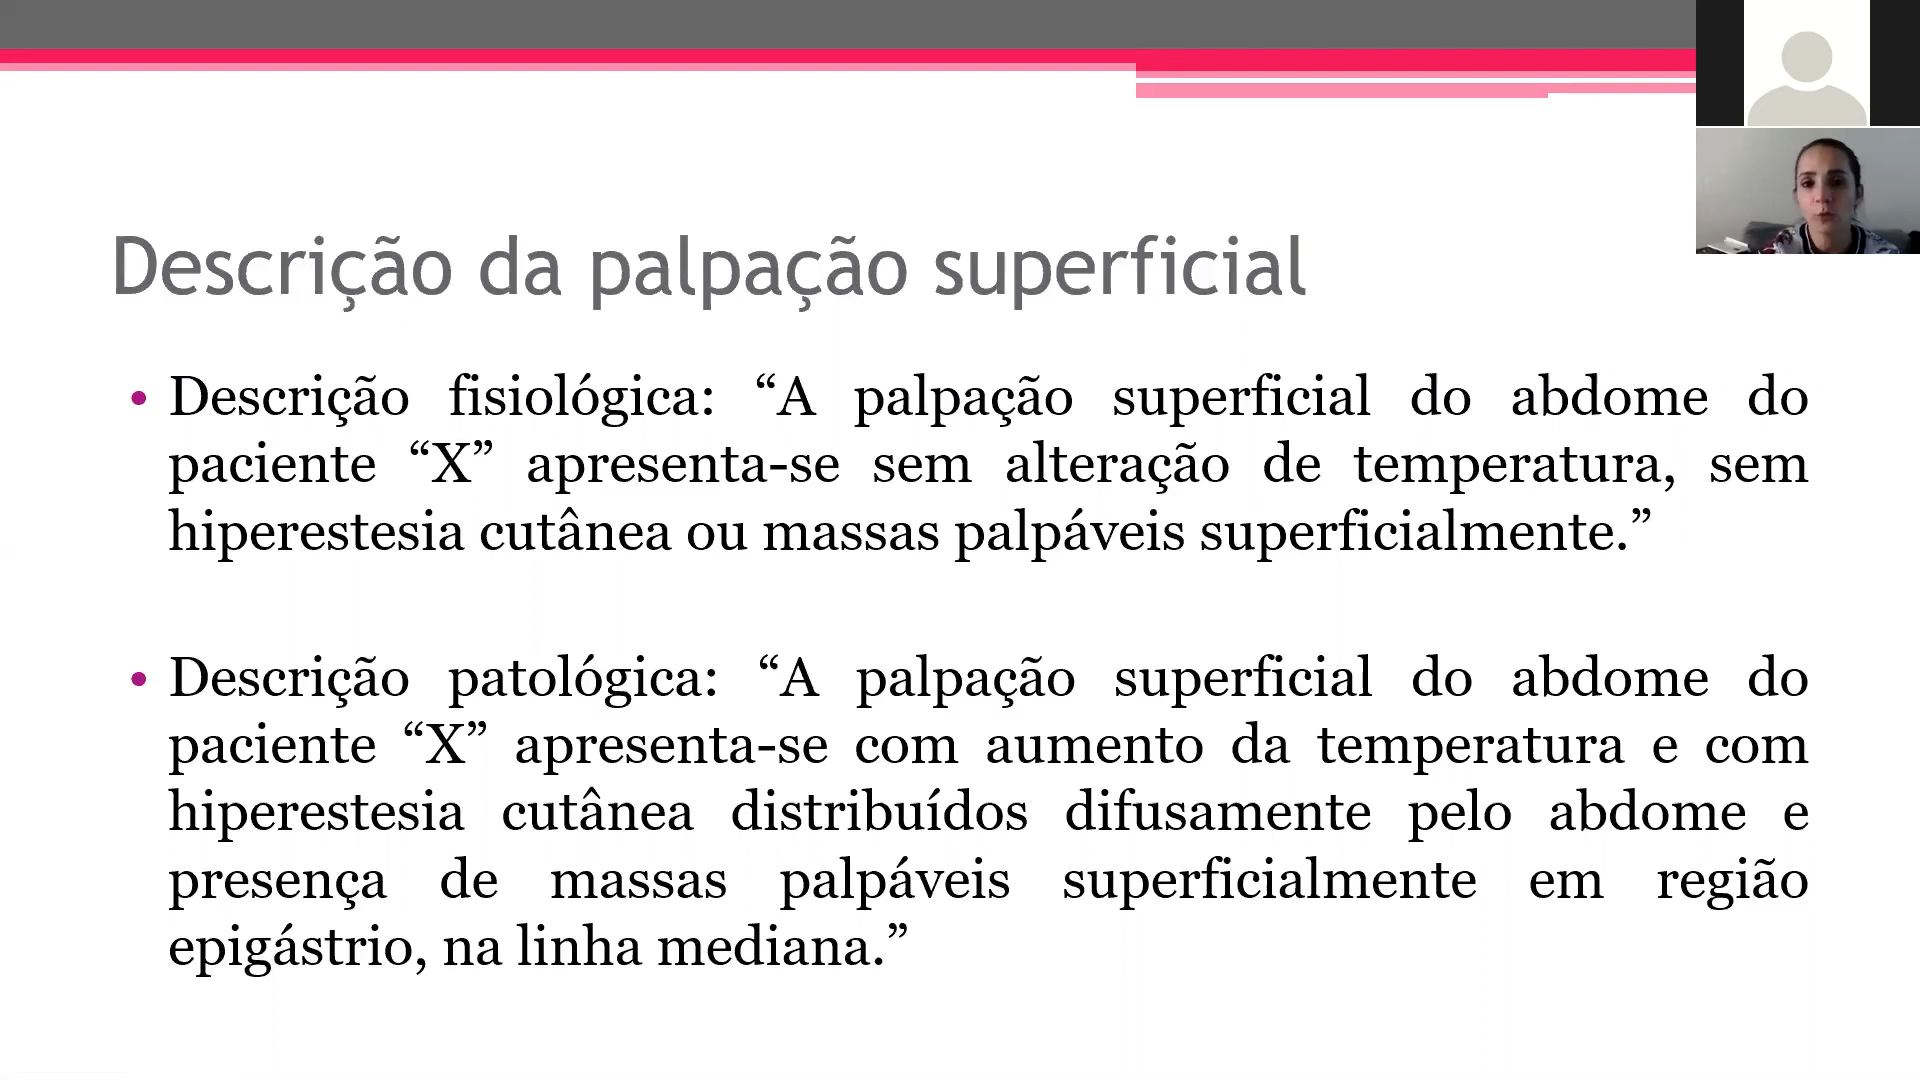 Descrição da palpação superficial
• Descrição fisiológica: “A palpação superficial do abdome do
paciente “X” apresenta-se sem alteração de temperatura, sem
hiperestesia cutânea ou massas palpáveis superficialmente.”
• Descrição patológica: “A palpação superficial do abdome do
paciente “X” apresenta-se com aumento da temperatura e com
hiperestesia cutânea distribuídos difusamente pelo abdome e
presença de massas palpáveis superficialmente em região
epigástrio, na linha mediana.”